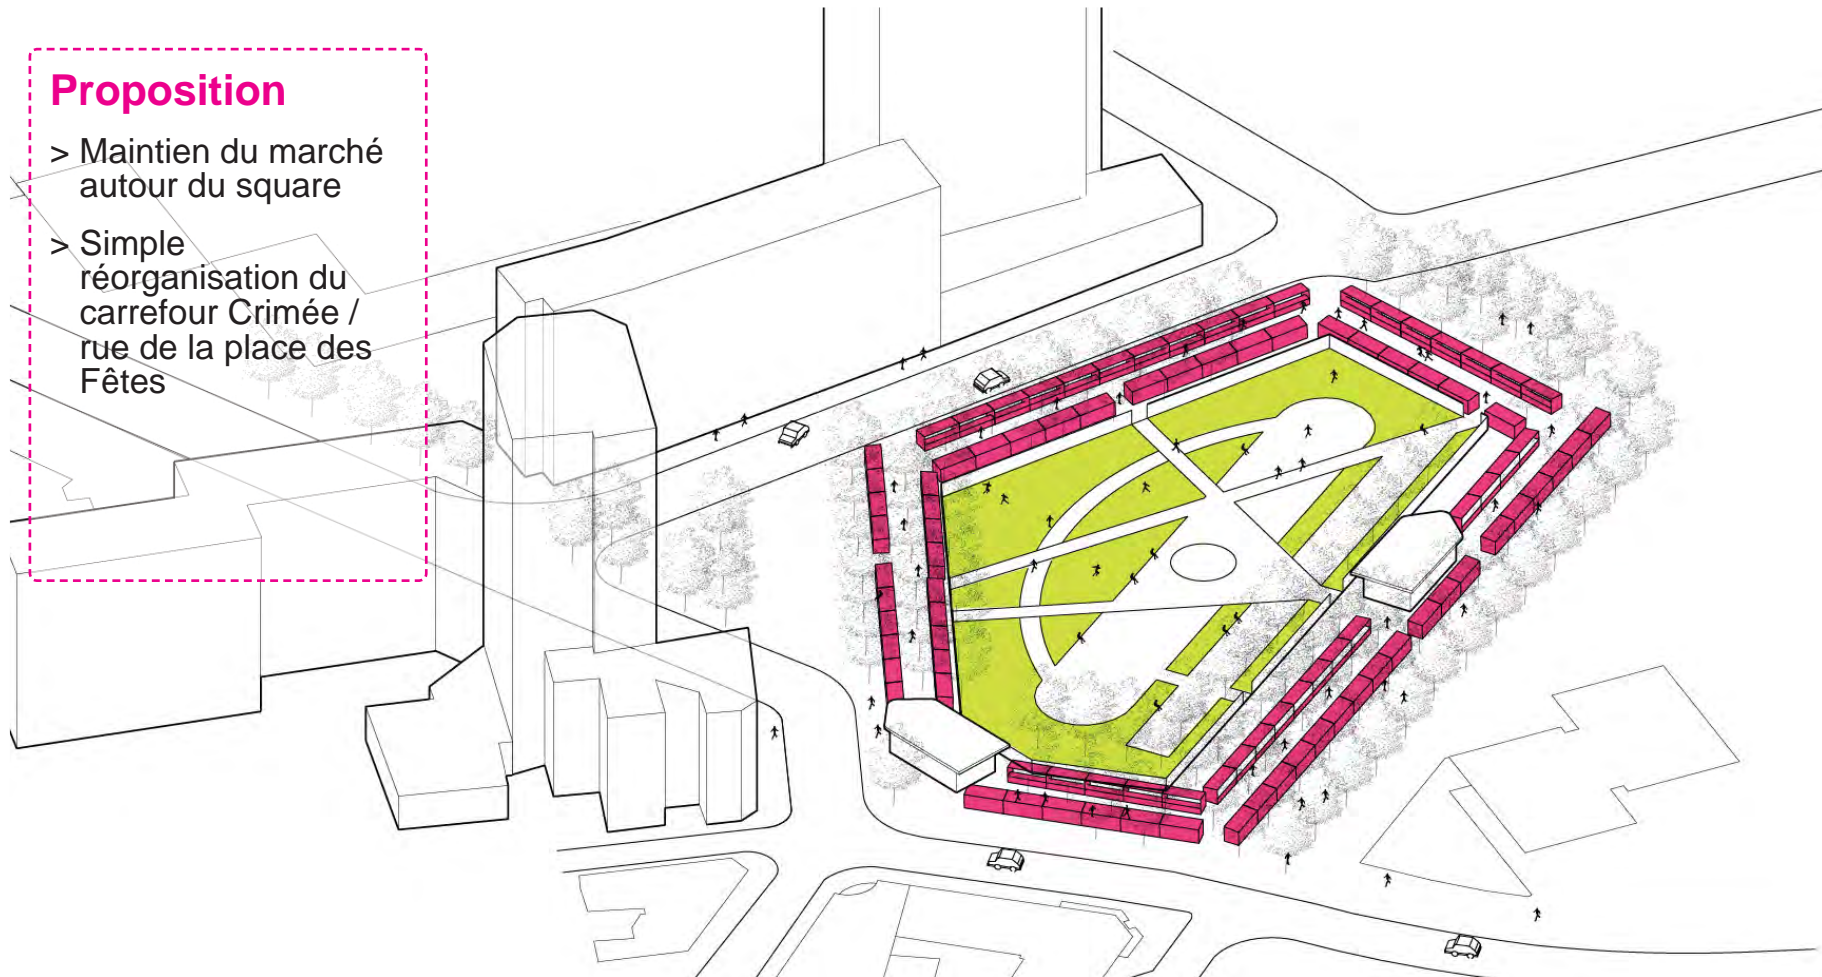 Proposition
> Maintien du marché
autour du square
> Simple
réorganisation du
carrefour Crimée /
rue de la place des
Fêtes